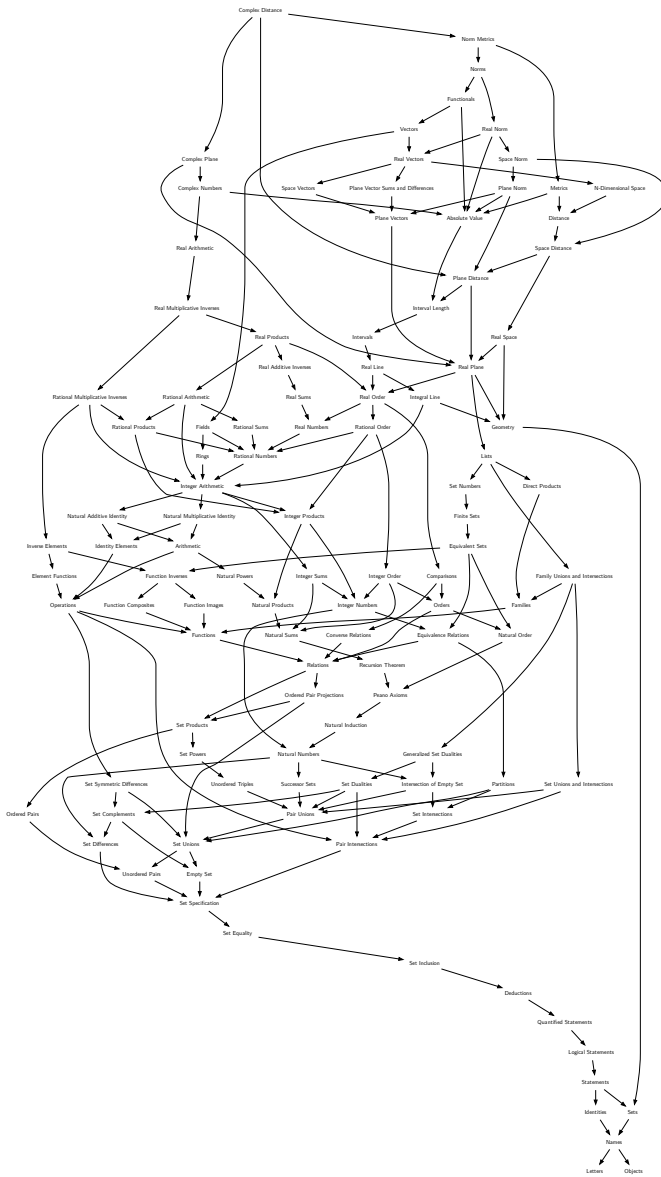 Complex Distance
Norm Metrics
Norms
Functionals
Vectors
Real Norm
Complex Plane
Real Vectors
Space Norm
Complex Numbers
Space Vectors
Plane Vector Sums and Differences
Plane Norm
Metrics
N-Dimensional Space
Plane Vectors
Absolute Value
Distance
Real Arithmetic
Space Distance
Plane Distance
Real Multiplicative Inverses
Interval Length
Real Products
Intervals
Real Space
Real Additive Inverses
Real Line
Real Plane
Rational Multiplicative Inverses
Rational Arithmetic
Real Sums
Real Order
Integral Line
Rational Products
Fields
Rational Sums
Real Numbers
Rational Order
Geometry
Rings
Rational Numbers
Lists
Integer Arithmetic
Set Numbers
Direct Products
Natural Additive Identity
Natural Multiplicative Identity
Integer Products
Finite Sets
Inverse Elements
Identity Elements
Arithmetic
Equivalent Sets
Element Functions
Function Inverses
Natural Powers
Integer Sums
Integer Order
Comparisons
Family Unions and Intersections
Operations
Function Composites
Function Images
Natural Products
Integer Numbers
Orders
Families
Functions
Natural Sums
Converse Relations
Equivalence Relations
Natural Order
Relations
Recursion Theorem
Ordered Pair Projections
Peano Axioms
Set Products
Natural Induction
Set Powers
Natural Numbers
Generalized Set Dualities
Set Symmetric Differences
Unordered Triples
Successor Sets
Set Dualities
Intersection of Empty Set
Partitions
Set Unions and Intersections
Ordered Pairs
Set Complements
Pair Unions
Set Intersections
Set Differences
Set Unions
Pair Intersections
Unordered Pairs
Empty Set
Set Specification
Set Equality
Set Inclusion
Deductions
Quantified Statements
Logical Statements
Statements
Identities
Sets
Names
Letters
Objects